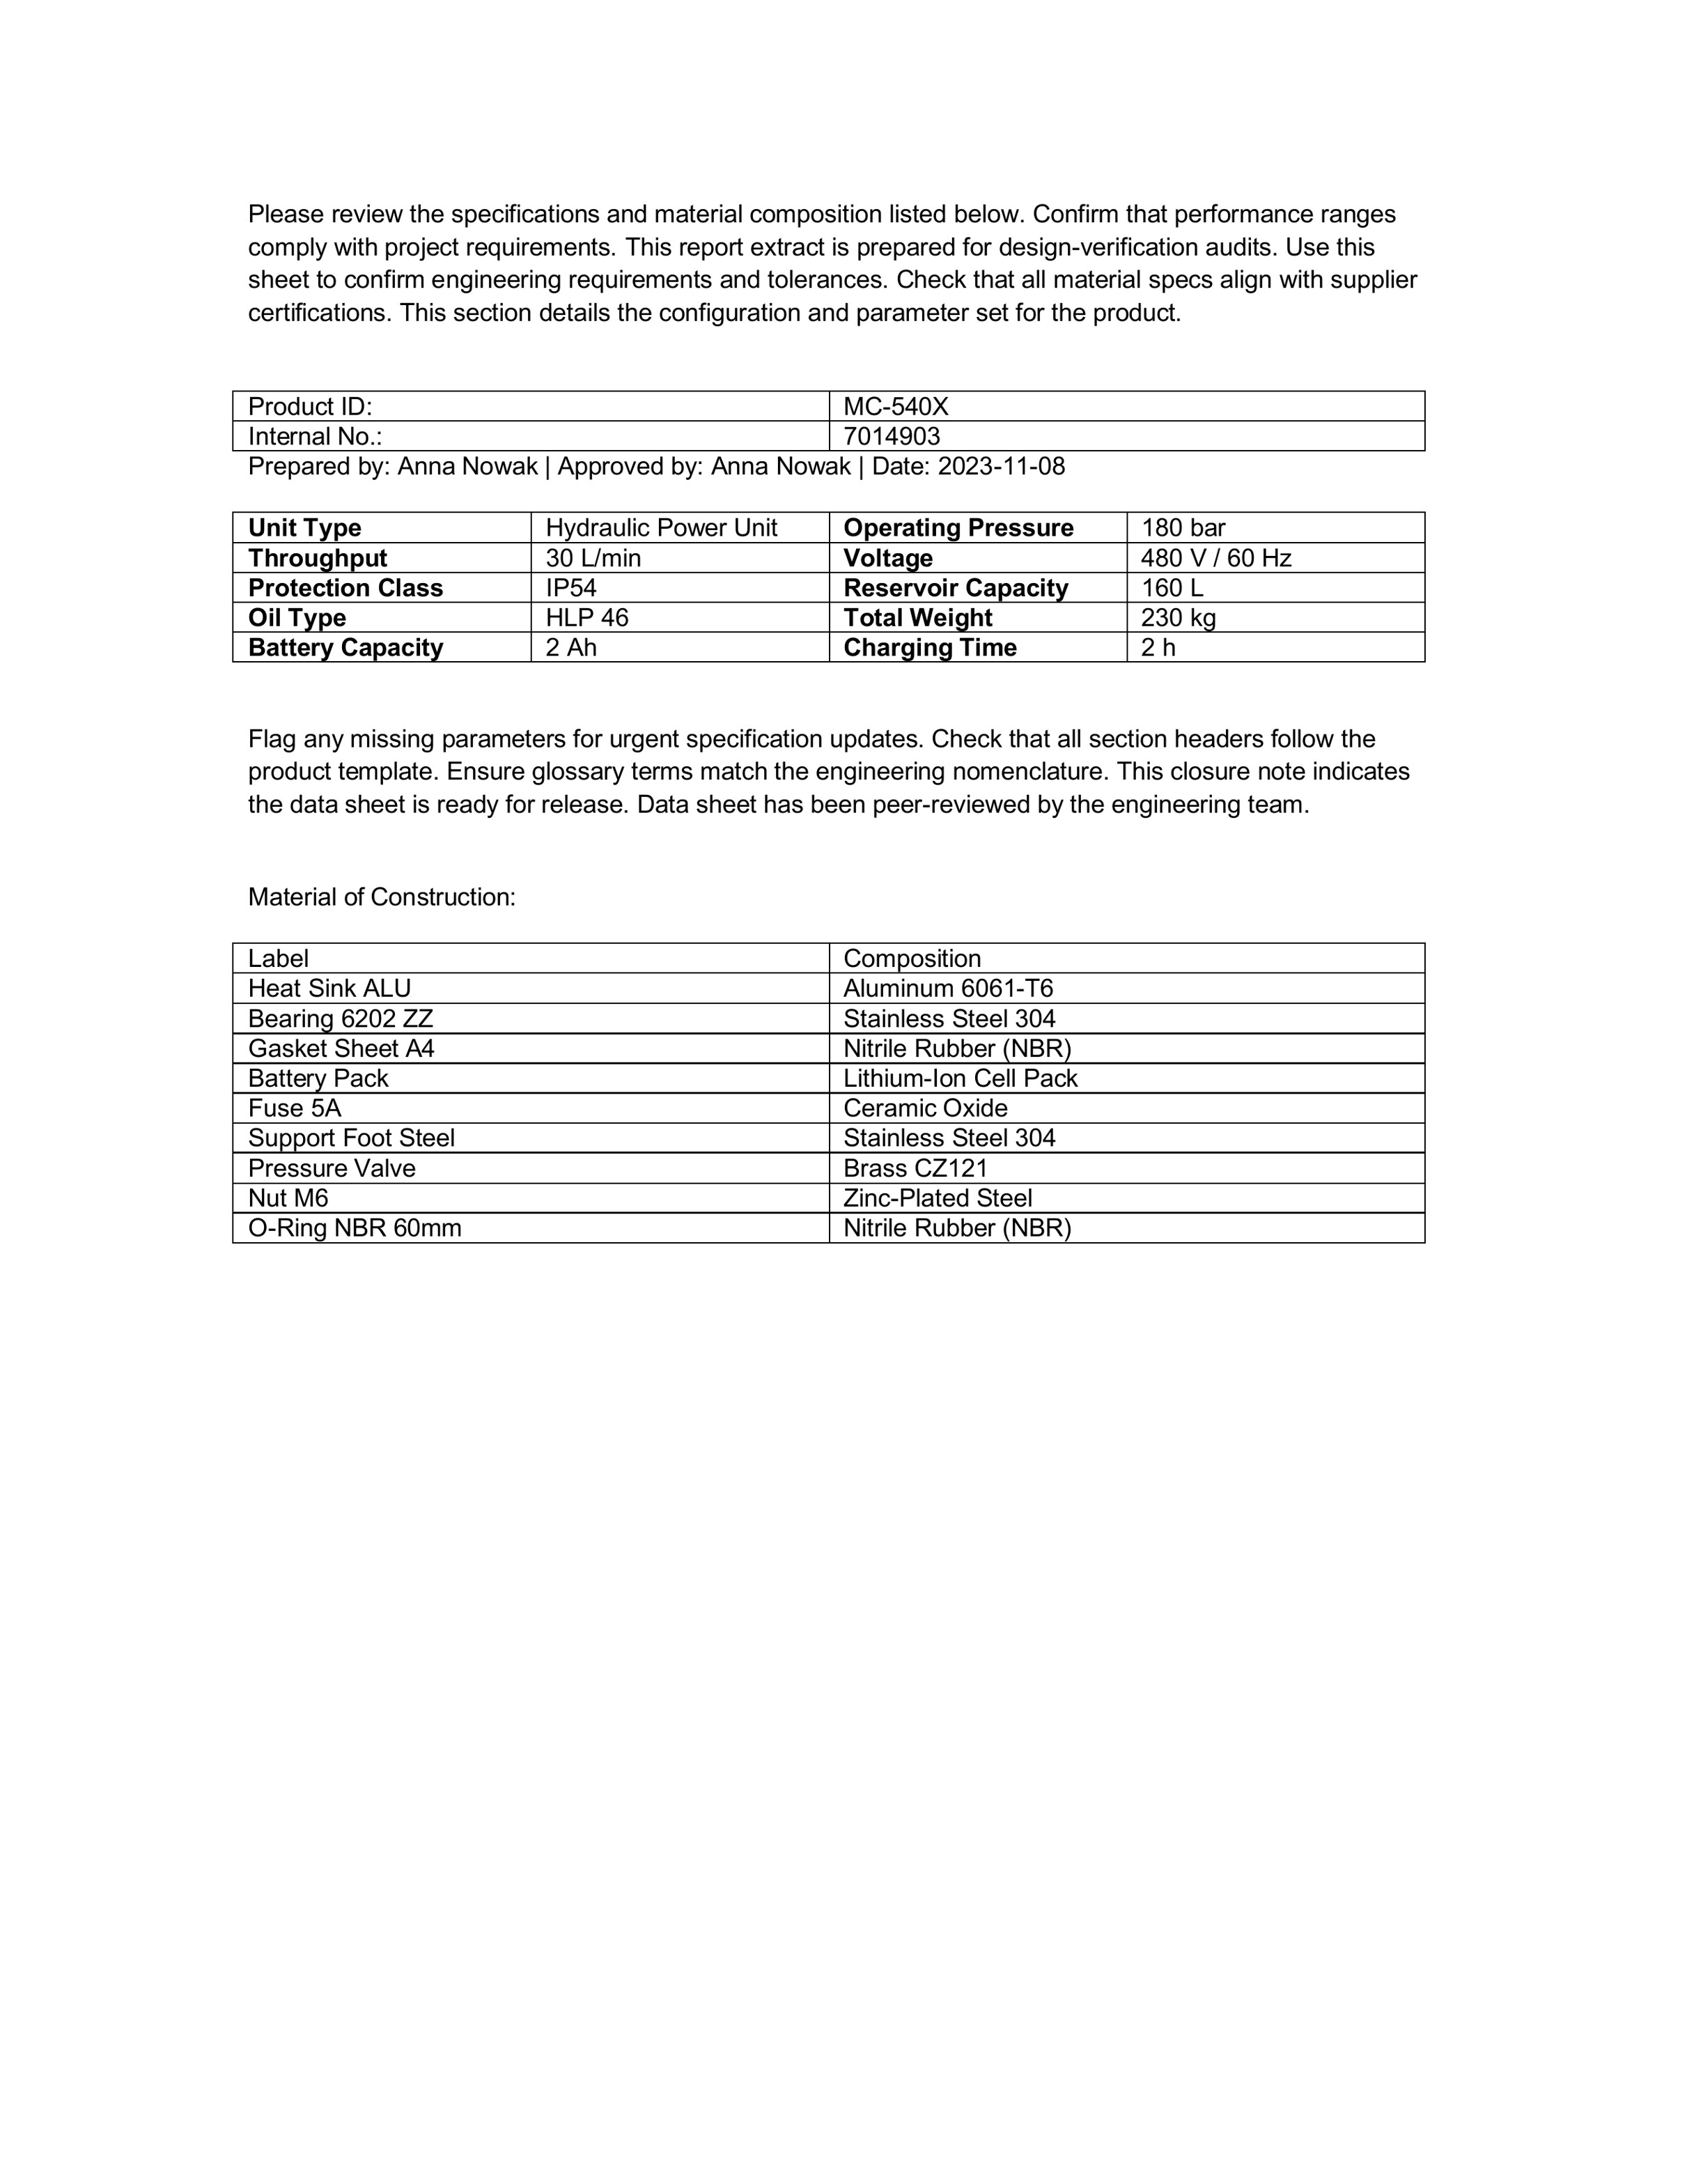 Please review the specifications and material composition listed below. Confirm that performance ranges
comply with project requirements. This report extract is prepared for design-verification audits. Use this
sheet to confirm engineering requirements and tolerances. Check that all material specs align with supplier
certifications. This section details the configuration and parameter set for the product.
Product ID: MC-540X
Internal No.: 7014903
Prepared by: Anna Nowak | Approved by: Anna Nowak | Date: 2023-11-08
Unit Type Hydraulic Power Unit Operating Pressure 180 bar
Throughput 30 L/min Voltage 480 V / 60 Hz
Protection Class IP54 Reservoir Capacity 160 L
Oil Type HLP 46 Total Weight 230 kg
Battery Capacity 2 Ah Charging Time 2 h
Flag any missing parameters for urgent specification updates. Check that all section headers follow the
product template. Ensure glossary terms match the engineering nomenclature. This closure note indicates
the data sheet is ready for release. Data sheet has been peer-reviewed by the engineering team.
Material of Construction:
Label Composition
Heat Sink ALU Aluminum 6061-T6
Bearing 6202 ZZ Stainless Steel 304
Gasket Sheet A4 Nitrile Rubber (NBR)
Battery Pack Lithium-Ion Cell Pack
Fuse 5A Ceramic Oxide
Support Foot Steel Stainless Steel 304
Pressure Valve Brass CZ121
Nut M6 Zinc-Plated Steel
O-Ring NBR 60mm Nitrile Rubber (NBR)